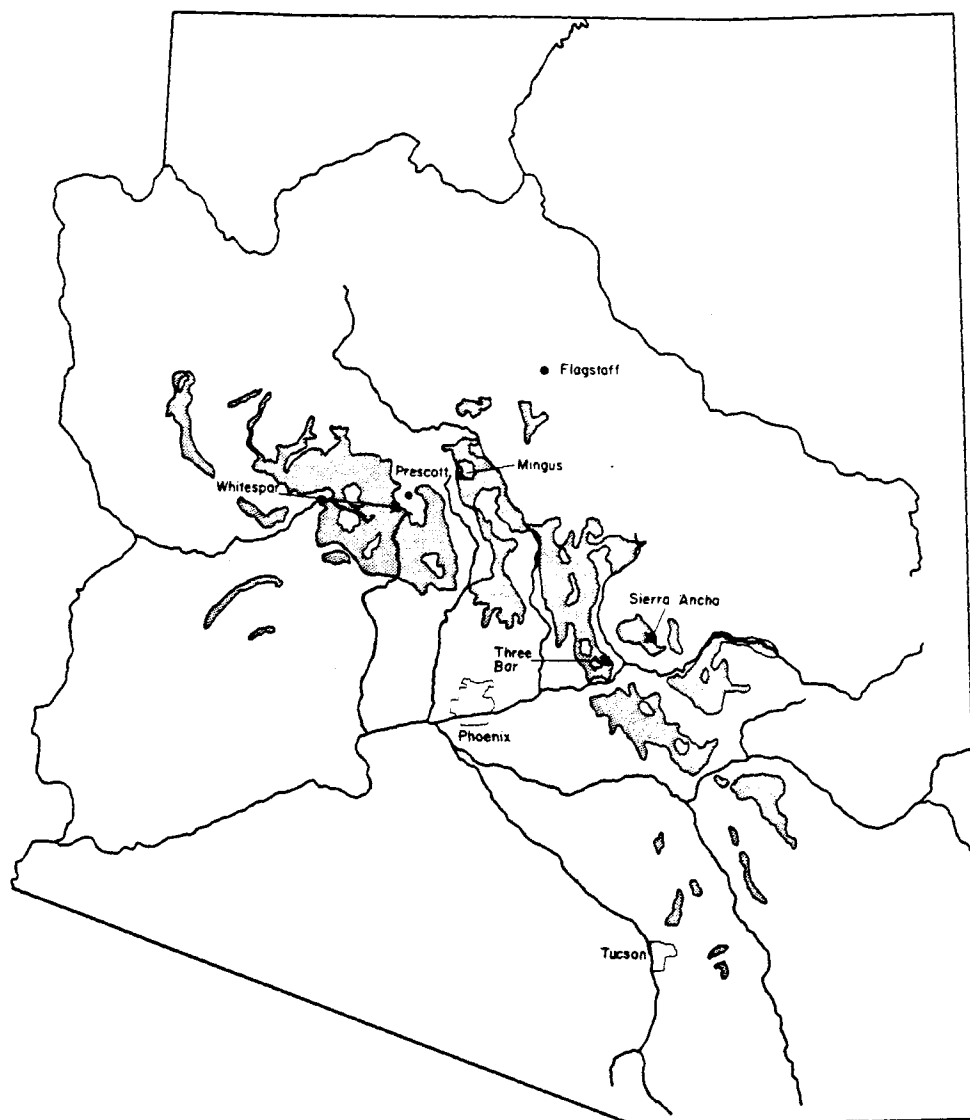 Flagstaff
Prescott
Mingus
Whitespar
Sierra Ancha
Three
Bar
Phoenix
Tucson